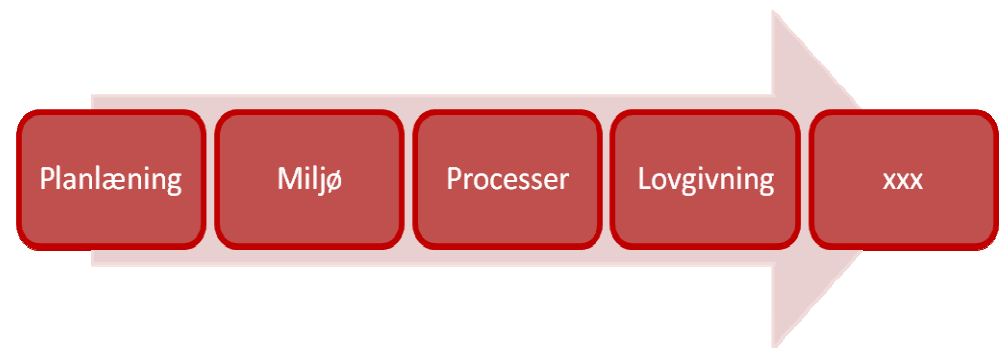 Planlæning
Miljø
Processer
Lovgivning
xxx